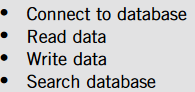 • Connect to database
• Read data
• Write data
• Search database